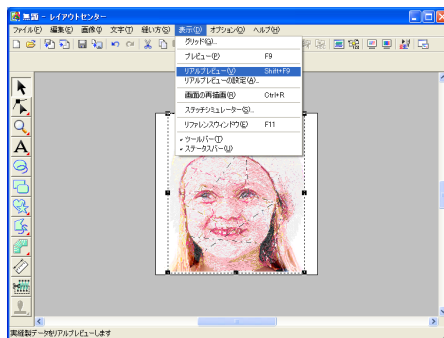 無題 - レイアウトセンター
ファイル(F) 編集(E) 画像(I) 文字(T) 縫い方(S) 表示(D) オプション(O) ヘルプ(H)
グリッド(G)...
プレビュー(P) F9
リアルプレビュー(V) Shift+F9
リアルプレビューの設定(A)...
画面の再描画(R) Ctrl+R
ステッチシミュレーター(S)...
リファレンスウィンドウ(E) F11
ツールバー(T)
ステータスバー(U)
A
実縫製データをリアルプレビューします